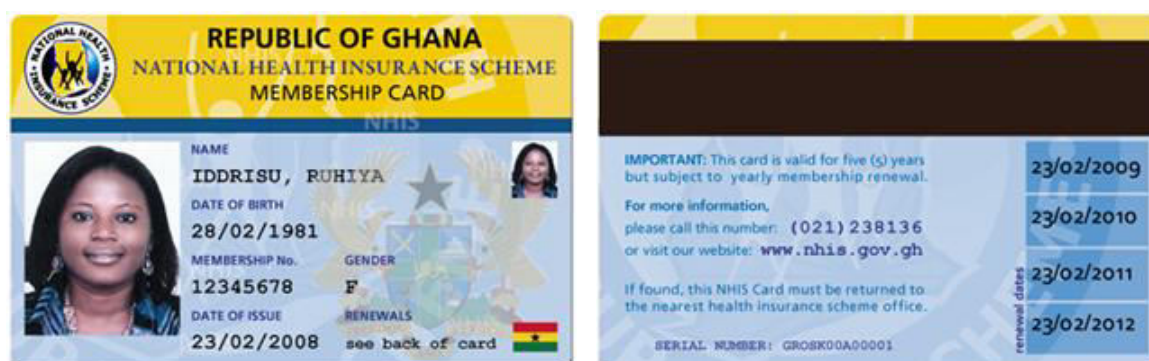 NATIONAL HEALTH
INSURANCE SCHEME
REPUBLIC OF GHANA
NATIONAL HEALTH INSURANCE SCHEME
MEMBERSHIP CARD
NHIS
NAME
IDDRISU, RUHIYA
DATE OF BIRTH
28/02/1981
MEMBERSHIP No. GENDER
12345678 F
DATE OF ISSUE RENEWALS
23/02/2008 see back of card
IMPORTANT: This card is valid for five (5) years
but subject to yearly membership renewal.
For more information,
please call this number: (021) 238136
or visit our website: www.nhis.gov.gh
If found, this NHIS Card must be returned to
the nearest health insurance scheme office.
SERIAL NUMBER: GROSK00A00001
renewal dates
23/02/2009
23/02/2010
23/02/2011
23/02/2012